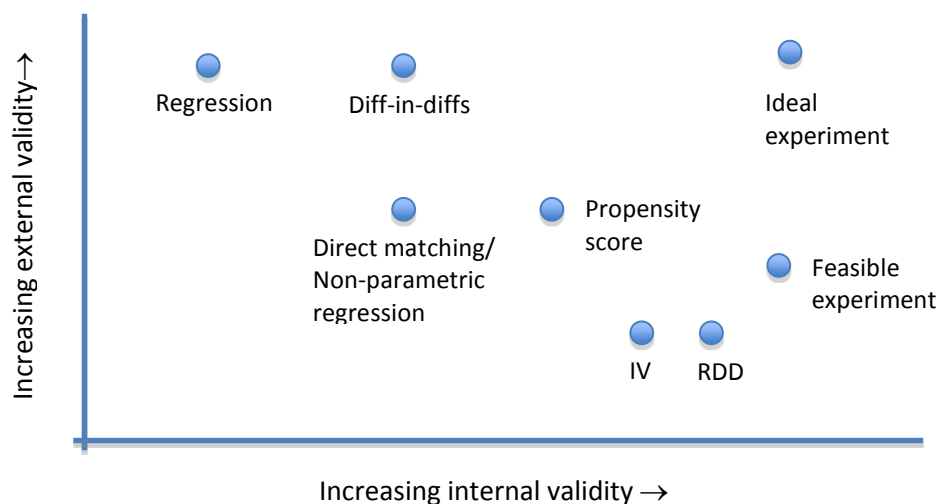 Increasing external validity→
Regression
Diff-in-diffs
Ideal
experiment
Direct matching/
Non-parametric
regression
Propensity
score
Feasible
experiment
IV
RDD
Increasing internal validity →